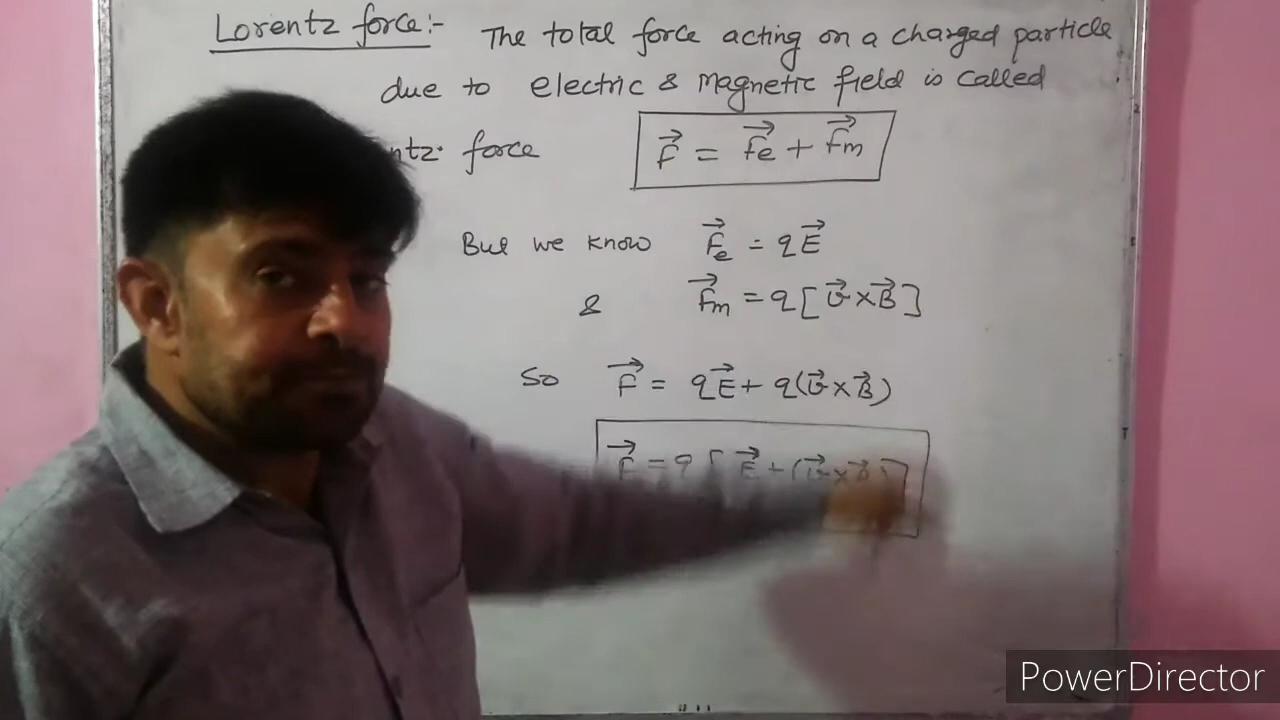 Lorentz force:- The total force acting on a charged particle
due to electric & magnetic field is called
ntz. force
F⃗ = F⃗e + F⃗m
But we know F⃗e = qE⃗
& F⃗m = q[v⃗×B⃗]
So F⃗ = qE⃗ + q(v⃗×B⃗)
F⃗ = q[E⃗ + (v⃗×B⃗)]
PowerDirector